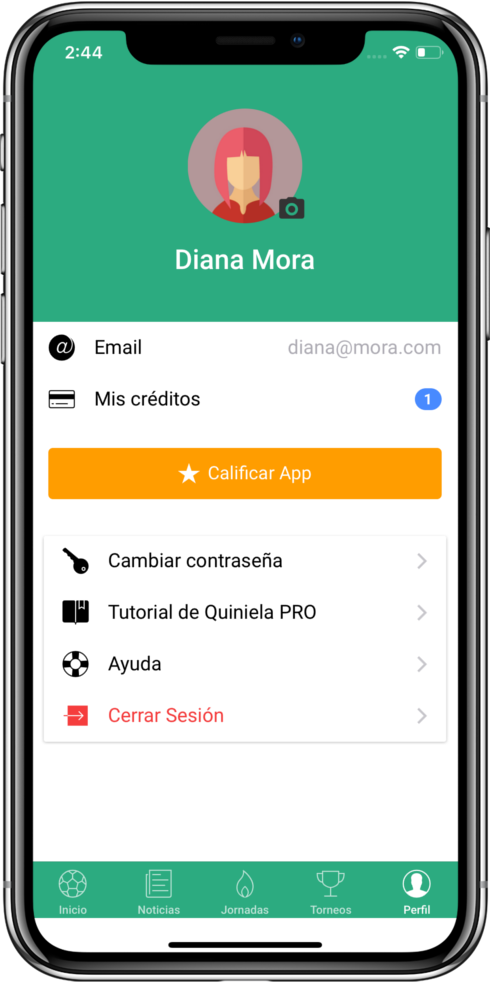 2:44
Diana Mora
Email diana@mora.com
Mis créditos 1
Calificar App
Cambiar contraseña
Tutorial de Quiniela PRO
Ayuda
Cerrar Sesión
Inicio Noticias Jornadas Torneos Perfil